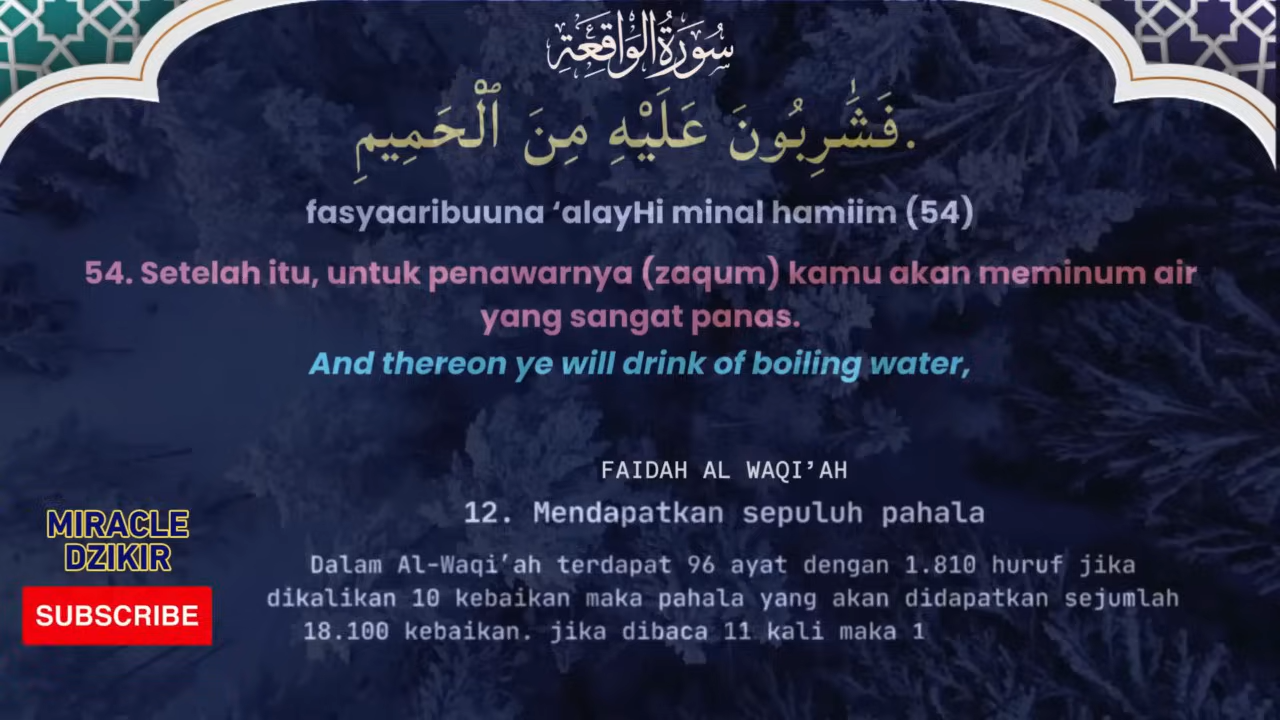 سُورَةُ الْوَاقِعَةِ
فَشَٰرِبُونَ عَلَيْهِ مِنَ ٱلْحَمِيمِ.
fasyaaribuuna ‘alayHi minal hamiim (54)
54. Setelah itu, untuk penawarnya (zaqum) kamu akan meminum air
yang sangat panas.
And thereon ye will drink of boiling water,
FAIDAH AL WAQI’AH
12. Mendapatkan sepuluh pahala
Dalam Al-Waqi’ah terdapat 96 ayat dengan 1.810 huruf jika
dikalikan 10 kebaikan maka pahala yang akan didapatkan sejumlah
18.100 kebaikan. jika dibaca 11 kali maka 1
MIRACLE
DZIKIR
SUBSCRIBE